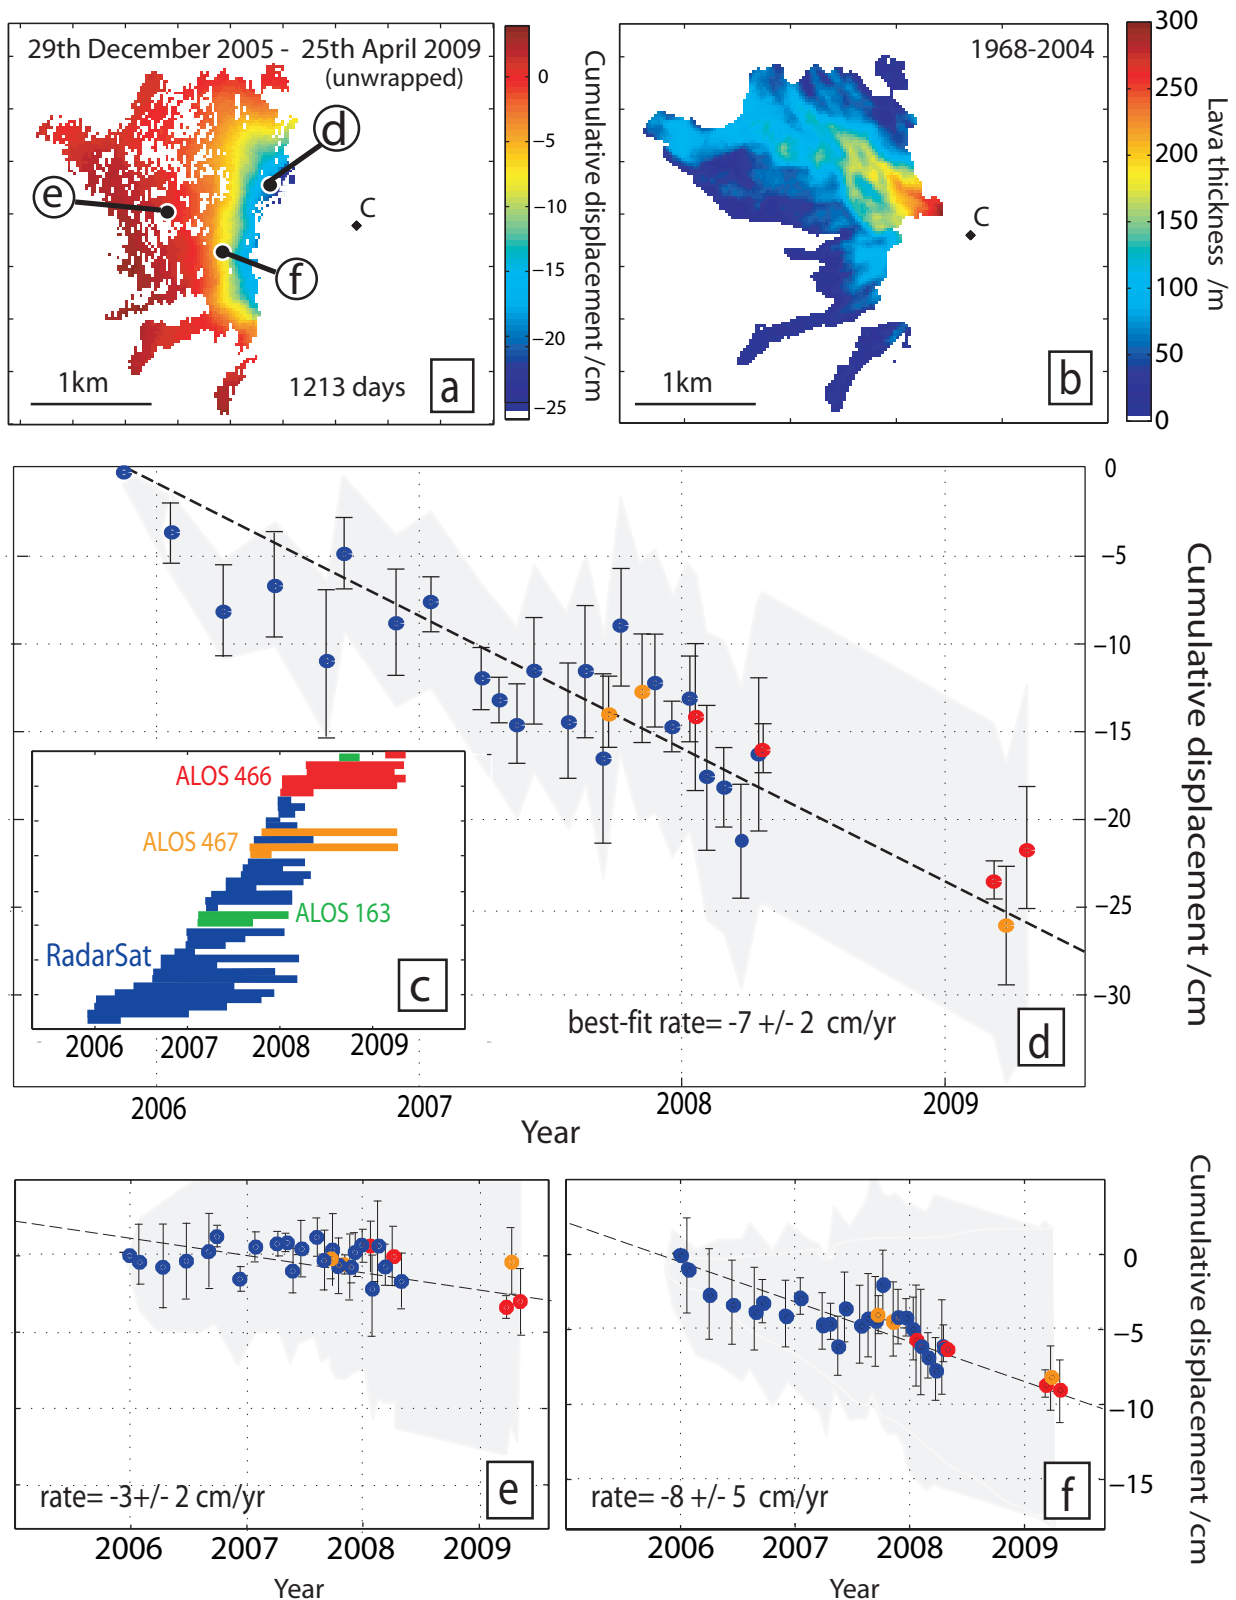 29th December 2005 - 25th April 2009
(unwrapped)
d
e
C
f
1km
1213 days
a
0
−5
−10
−15
−20
−25
Cumulative displacement /cm
1968-2004
C
1km
b
300
250
200
150
100
50
0
Lava thickness /m
0
−5
−10
−15
−20
−25
−30
Cumulative displacement /cm
ALOS 466
ALOS 467
ALOS 163
RadarSat
c
2006 2007 2008 2009
best-fit rate= -7 +/- 2 cm/yr
d
2006 2007 2008 2009
Year
rate= -3+/- 2 cm/yr
e
2006 2007 2008 2009
Year
rate= -8 +/- 5 cm/yr
f
0
−5
−10
−15
Cumulative displacement /cm
2006 2007 2008 2009
Year